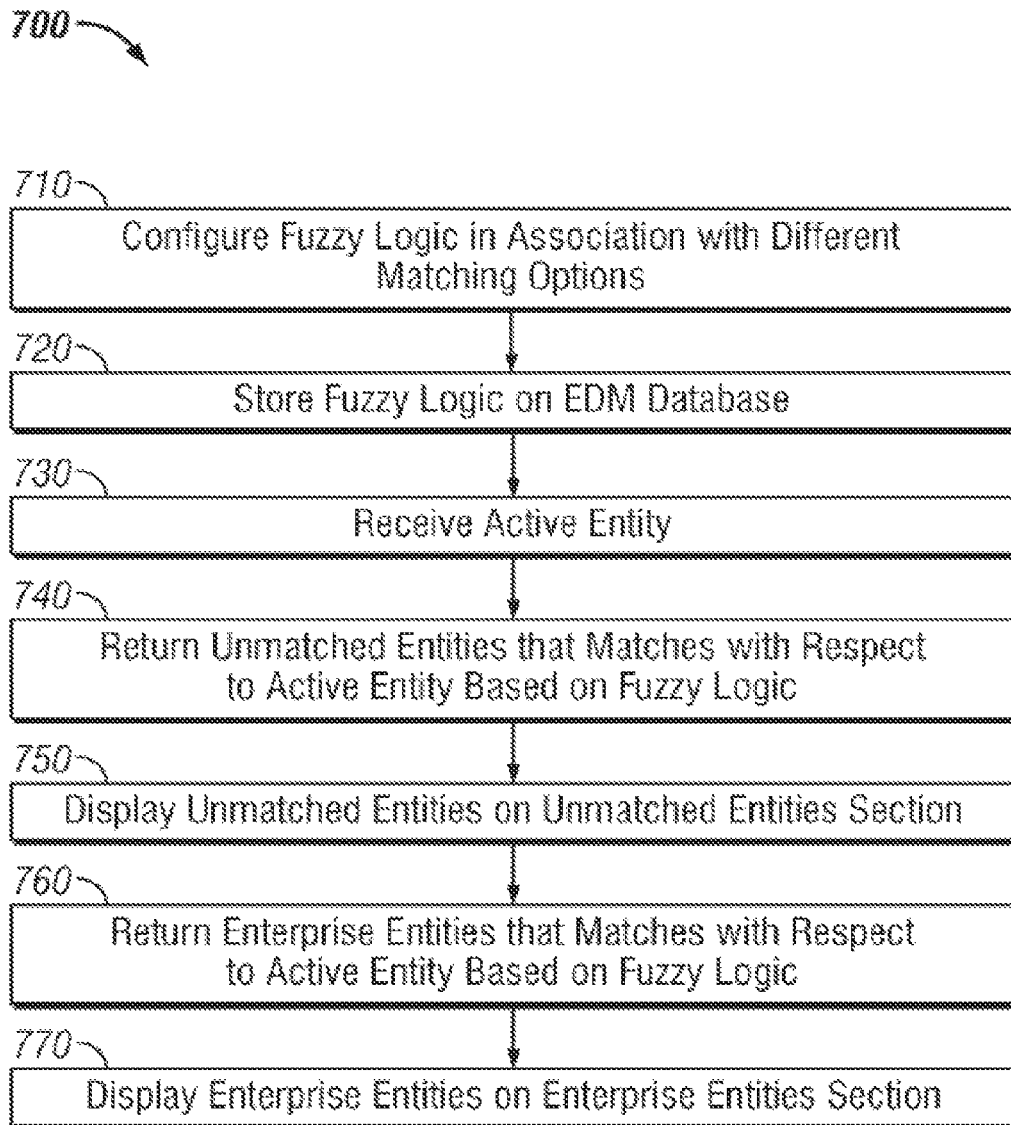 700
710
Configure Fuzzy Logic in Association with Different
Matching Options
720
Store Fuzzy Logic on EDM Database
730
Receive Active Entity
740
Return Unmatched Entities that Matches with Respect
to Active Entity Based on Fuzzy Logic
750
Display Unmatched Entities on Unmatched Entities Section
760
Return Enterprise Entities that Matches with Respect
to Active Entity Based on Fuzzy Logic
770
Display Enterprise Entities on Enterprise Entities Section